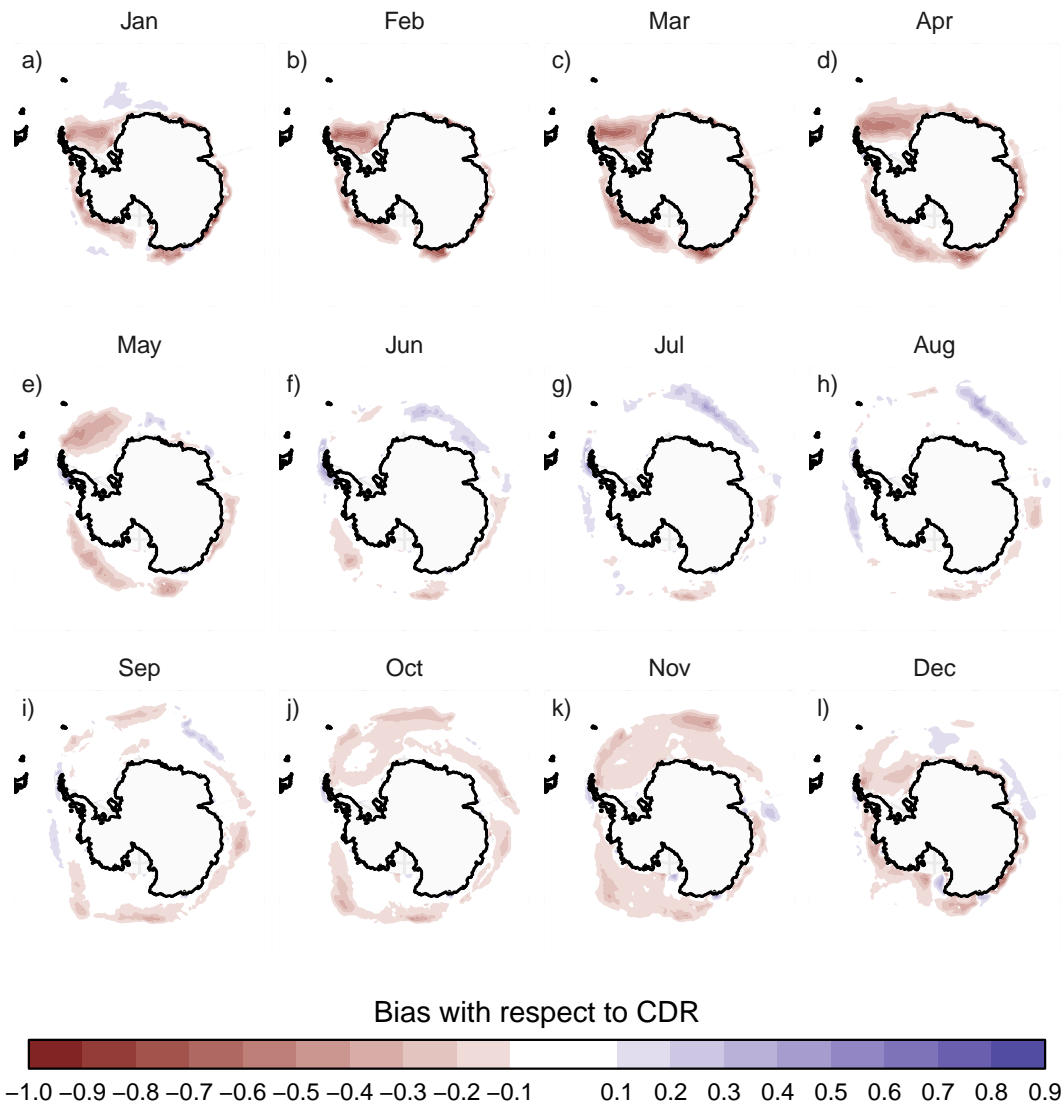 Jan Feb Mar Apr
a) b) c) d)
May Jun Jul Aug
e) f) g) h)
Sep Oct Nov Dec
i) j) k) l)
Bias with respect to CDR
−1.0 −0.9 −0.8 −0.7 −0.6 −0.5 −0.4 −0.3 −0.2 −0.1 0.1 0.2 0.3 0.4 0.5 0.6 0.7 0.8 0.9